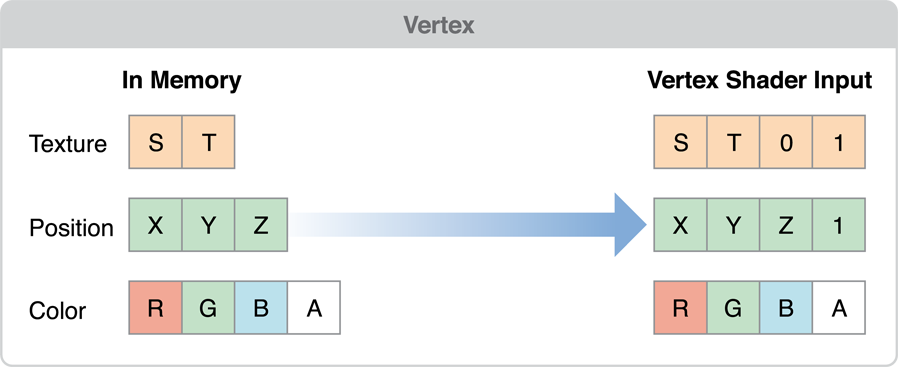 Vertex
In Memory Vertex Shader Input
Texture S T S T 0 1
Position X Y Z X Y Z 1
Color R G B A R G B A